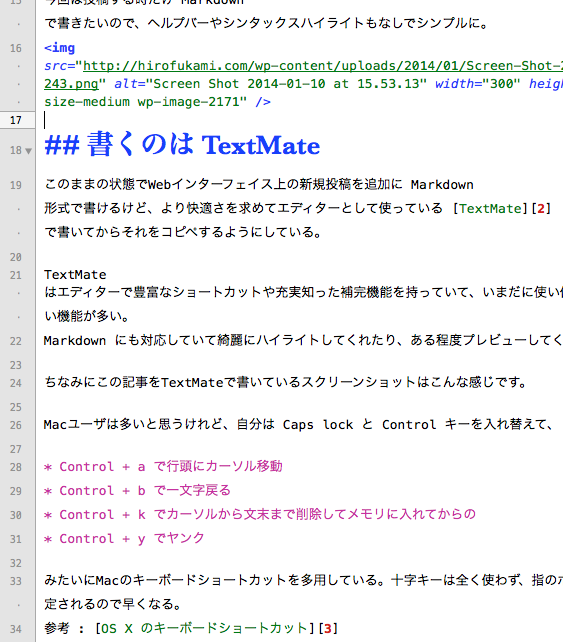 15 今回は投稿する時だけ Markdown
· で書きたいので、ヘルプバーやシンタックスハイライトもなしでシンプルに。
16 <img
· src="http://hirofukami.com/wp-content/uploads/2014/01/Screen-Shot-2
· 243.png" alt="Screen Shot 2014-01-10 at 15.53.13" width="300" heig
· size-medium wp-image-2171" />
17
18 ## 書くのは TextMate
19 このままの状態でWebインターフェイス上の新規投稿を追加に Markdown
· 形式で書けるけど、より快適さを求めてエディターとして使っている [TextMate][2]
· で書いてからそれをコピペするようにしている。
20
21 TextMate
· はエディターで豊富なショートカットや充実知った補完機能を持っていて、いまだに使い
· い機能が多い。
22 Markdown にも対応していて綺麗にハイライトしてくれたり、ある程度プレビューしてく
23
24 ちなみにこの記事をTextMateで書いているスクリーンショットはこんな感じです。
25
26 Macユーザは多いと思うけれど、自分は Caps lock と Control キーを入れ替えて、
27
28 * Control + a で行頭にカーソル移動
29 * Control + b で一文字戻る
30 * Control + k でカーソルから文末まで削除してメモリに入れてからの
31 * Control + y でヤンク
32
33 みたいにMacのキーボードショートカットを多用している。十字キーは全く使わず、指のホ
· 定されるので早くなる。
34 参考 : [OS X のキーボードショートカット][3]